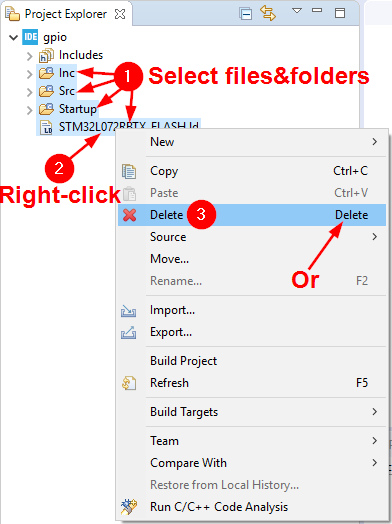 Project Explorer
IDE gpio
Includes
Inc
1 Select files&folders
Src
Startup
STM32L072RBTX_FLASH.ld
2
Right-click
New
Copy Ctrl+C
Paste Ctrl+V
Delete 3 Delete
Source
Move...
Or
Rename... F2
Import...
Export...
Build Project
Refresh F5
Build Targets
Team
Compare With
Restore from Local History...
Run C/C++ Code Analysis